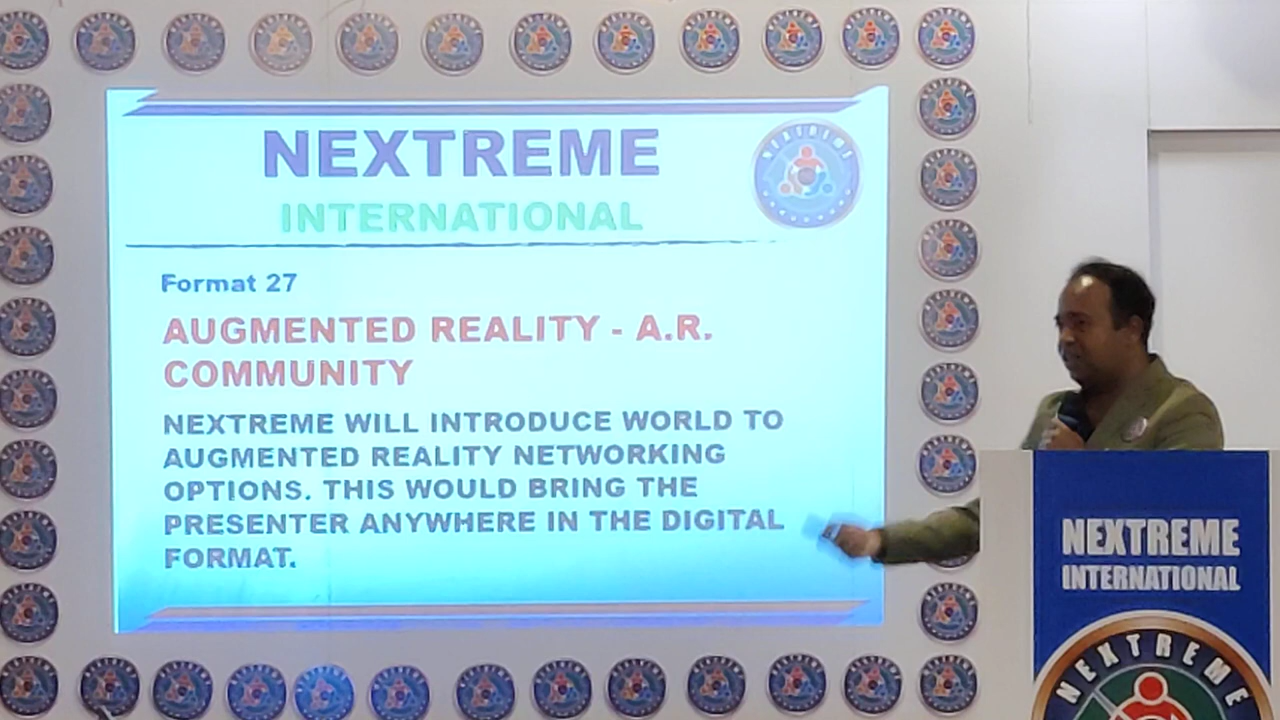 NEXTREME
INTERNATIONAL
NEXTREME
Format 27
AUGMENTED REALITY - A.R.
COMMUNITY
NEXTREME WILL INTRODUCE WORLD TO
AUGMENTED REALITY NETWORKING
OPTIONS. THIS WOULD BRING THE
PRESENTER ANYWHERE IN THE DIGITAL
FORMAT.
NEXTREME
INTERNATIONAL
NEXTREME